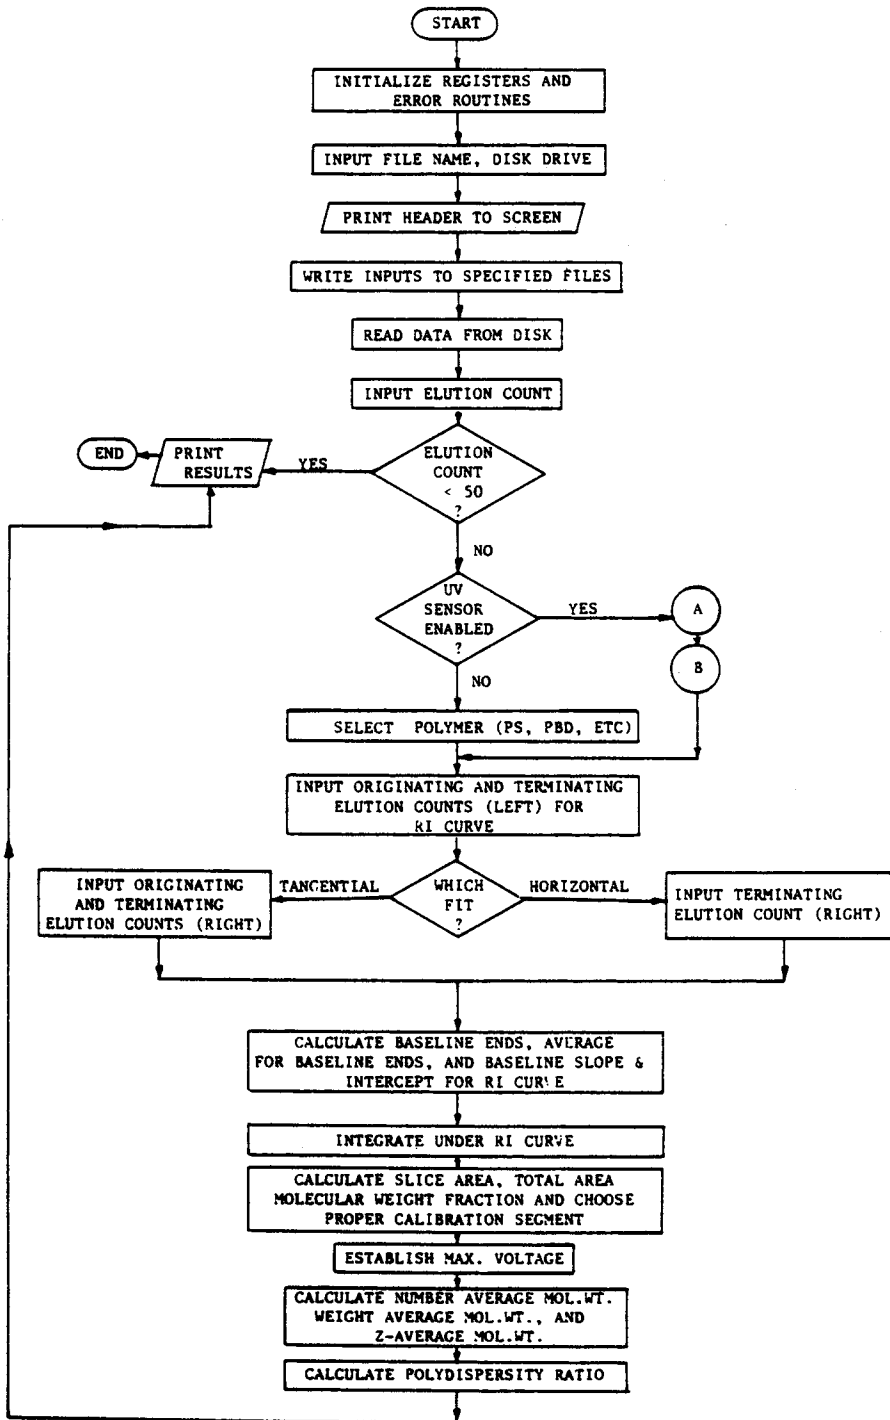 START
INITIALIZE REGISTERS AND
ERROR ROUTINES
INPUT FILE NAME, DISK DRIVE
PRINT HEADER TO SCREEN
WRITE INPUTS TO SPECIFIED FILES
READ DATA FROM DISK
INPUT ELUTION COUNT
END
PRINT
RESULTS
YES
ELUTION
COUNT
< 50
?
NO
UV
SENSOR
ENABLED
?
YES
A
B
NO
SELECT POLYMER (PS, PBD, ETC)
INPUT ORIGINATING AND TERMINATING
ELUTION COUNTS (LEFT) FOR
RI CURVE
INPUT ORIGINATING
AND TERMINATING
ELUTION COUNTS (RIGHT)
TANGENTIAL
WHICH
FIT
?
HORIZONTAL
INPUT TERMINATING
ELUTION COUNT (RIGHT)
CALCULATE BASELINE ENDS, AVERAGE
FOR BASELINE ENDS, AND BASELINE SLOPE &
INTERCEPT FOR RI CURVE
INTEGRATE UNDER RI CURVE
CALCULATE SLICE AREA, TOTAL AREA
MOLECULAR WEIGHT FRACTION AND CHOOSE
PROPER CALIBRATION SEGMENT
ESTABLISH MAX. VOLTAGE
CALCULATE NUMBER AVERAGE MOL.WT.
WEIGHT AVERAGE MOL.WT., AND
Z-AVERAGE MOL.WT.
CALCULATE POLYDISPERSITY RATIO